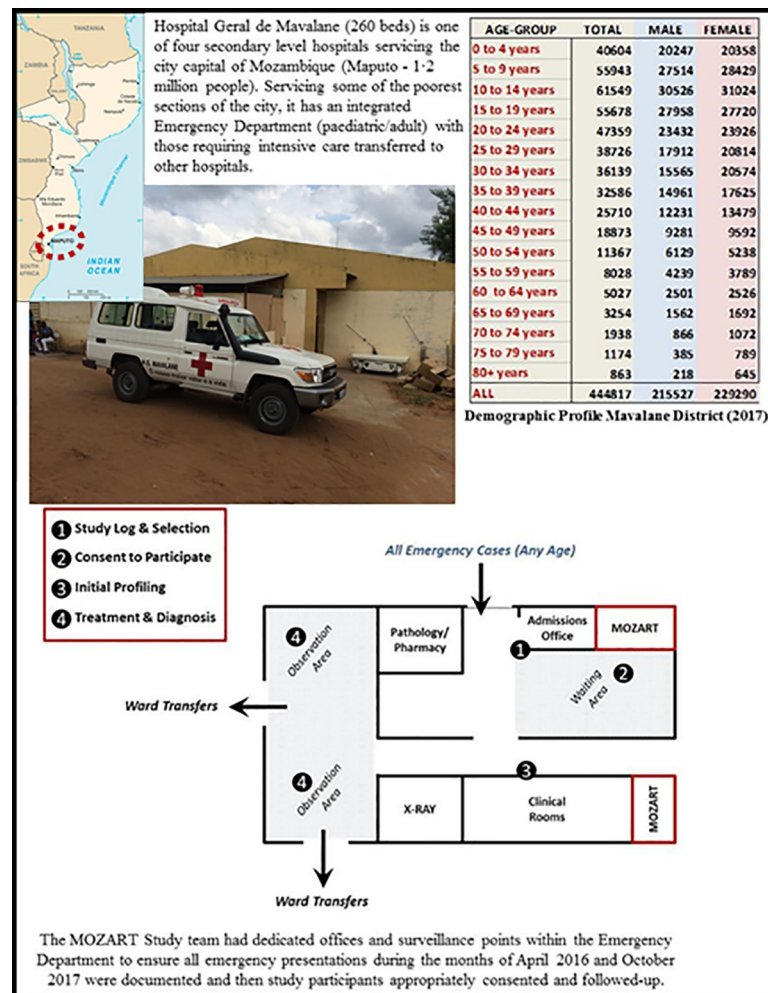 TANZANIA
ZAMBIA
MAPUTO
INDIAN
OCEAN
SOUTH
AFRICA
Hospital Geral de Mavalane (260 beds) is one
of four secondary level hospitals servicing the
city capital of Mozambique (Maputo - 1·2
million people). Servicing some of the poorest
sections of the city, it has an integrated
Emergency Department (paediatric/adult) with
those requiring intensive care transferred to
other hospitals.
AGE-GROUP TOTAL MALE FEMALE
0 to 4 years 40604 20247 20358
5 to 9 years 55943 27514 28429
10 to 14 years 61549 30526 31024
15 to 19 years 55678 27958 27720
20 to 24 years 47359 23432 23926
25 to 29 years 38726 17912 20814
30 to 34 years 36139 15565 20574
35 to 39 years 32586 14961 17625
40 to 44 years 25710 12231 13479
45 to 49 years 18873 9281 9592
50 to 54 years 11367 6129 5238
55 to 59 years 8028 4239 3789
60 to 64 years 5027 2501 2526
65 to 69 years 3254 1562 1692
70 to 74 years 1938 866 1072
75 to 79 years 1174 385 789
80+ years 863 218 645
ALL 444817 215527 229290
Demographic Profile Mavalane District (2017)
1 Study Log & Selection
2 Consent to Participate
3 Initial Profiling
4 Treatment & Diagnosis
All Emergency Cases (Any Age)
4
Observation
Area
Pathology/
Pharmacy
Admissions
Office
MOZART
1
2
Waiting
Area
Ward Transfers
4
Observation
Area
3
X-RAY
Clinical
Rooms
MOZART
Ward Transfers
The MOZART Study team had dedicated offices and surveillance points within the Emergency
Department to ensure all emergency presentations during the months of April 2016 and October
2017 were documented and then study participants appropriately consented and followed-up.